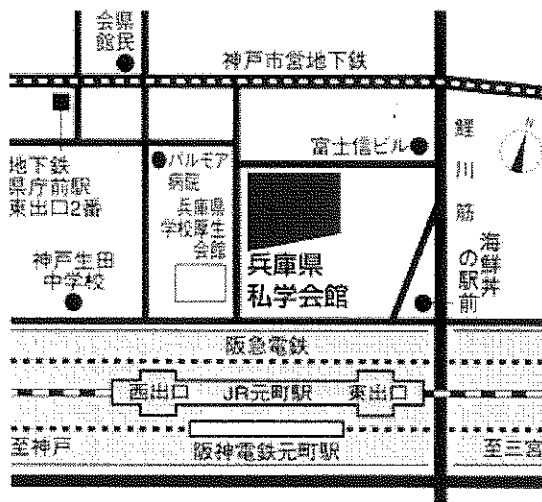 県民
会館
神戸市営地下鉄
富士信ビル
鯉川筋
地下鉄
県庁前駅
東出口2番
パルモア
病院
兵庫県
学校厚生
会館
神戸生田
中学校
兵庫県
私学会館
海鮮丼
の駅前
阪急電鉄
西出口
JR元町駅
東出口
至神戸
阪神電鉄元町駅
至三宮